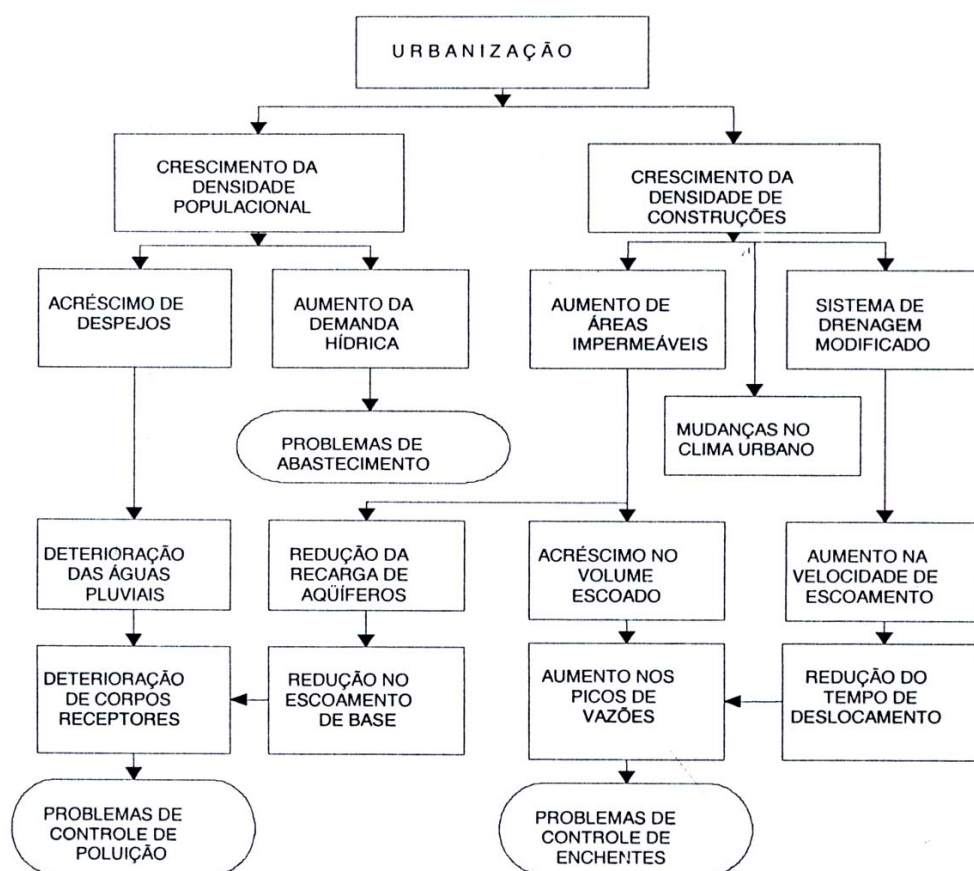 URBANIZAÇÃO
CRESCIMENTO DA
DENSIDADE
POPULACIONAL
CRESCIMENTO DA
DENSIDADE DE
CONSTRUÇÕES
ACRÉSCIMO DE
DESPEJOS
AUMENTO DA
DEMANDA
HÍDRICA
AUMENTO DE
ÁREAS
IMPERMEÁVEIS
SISTEMA DE
DRENAGEM
MODIFICADO
PROBLEMAS DE
ABASTECIMENTO
MUDANÇAS NO
CLIMA URBANO
DETERIORAÇÃO
DAS ÁGUAS
PLUVIAIS
REDUÇÃO DA
RECARGA DE
AQÜÍFEROS
ACRÉSCIMO NO
VOLUME
ESCOADO
AUMENTO NA
VELOCIDADE DE
ESCOAMENTO
DETERIORAÇÃO
DE CORPOS
RECEPTORES
REDUÇÃO NO
ESCOAMENTO
DE BASE
AUMENTO NOS
PICOS DE
VAZÕES
REDUÇÃO DO
TEMPO DE
DESLOCAMENTO
PROBLEMAS DE
CONTROLE DE
POLUIÇÃO
PROBLEMAS DE
CONTROLE DE
ENCHENTES